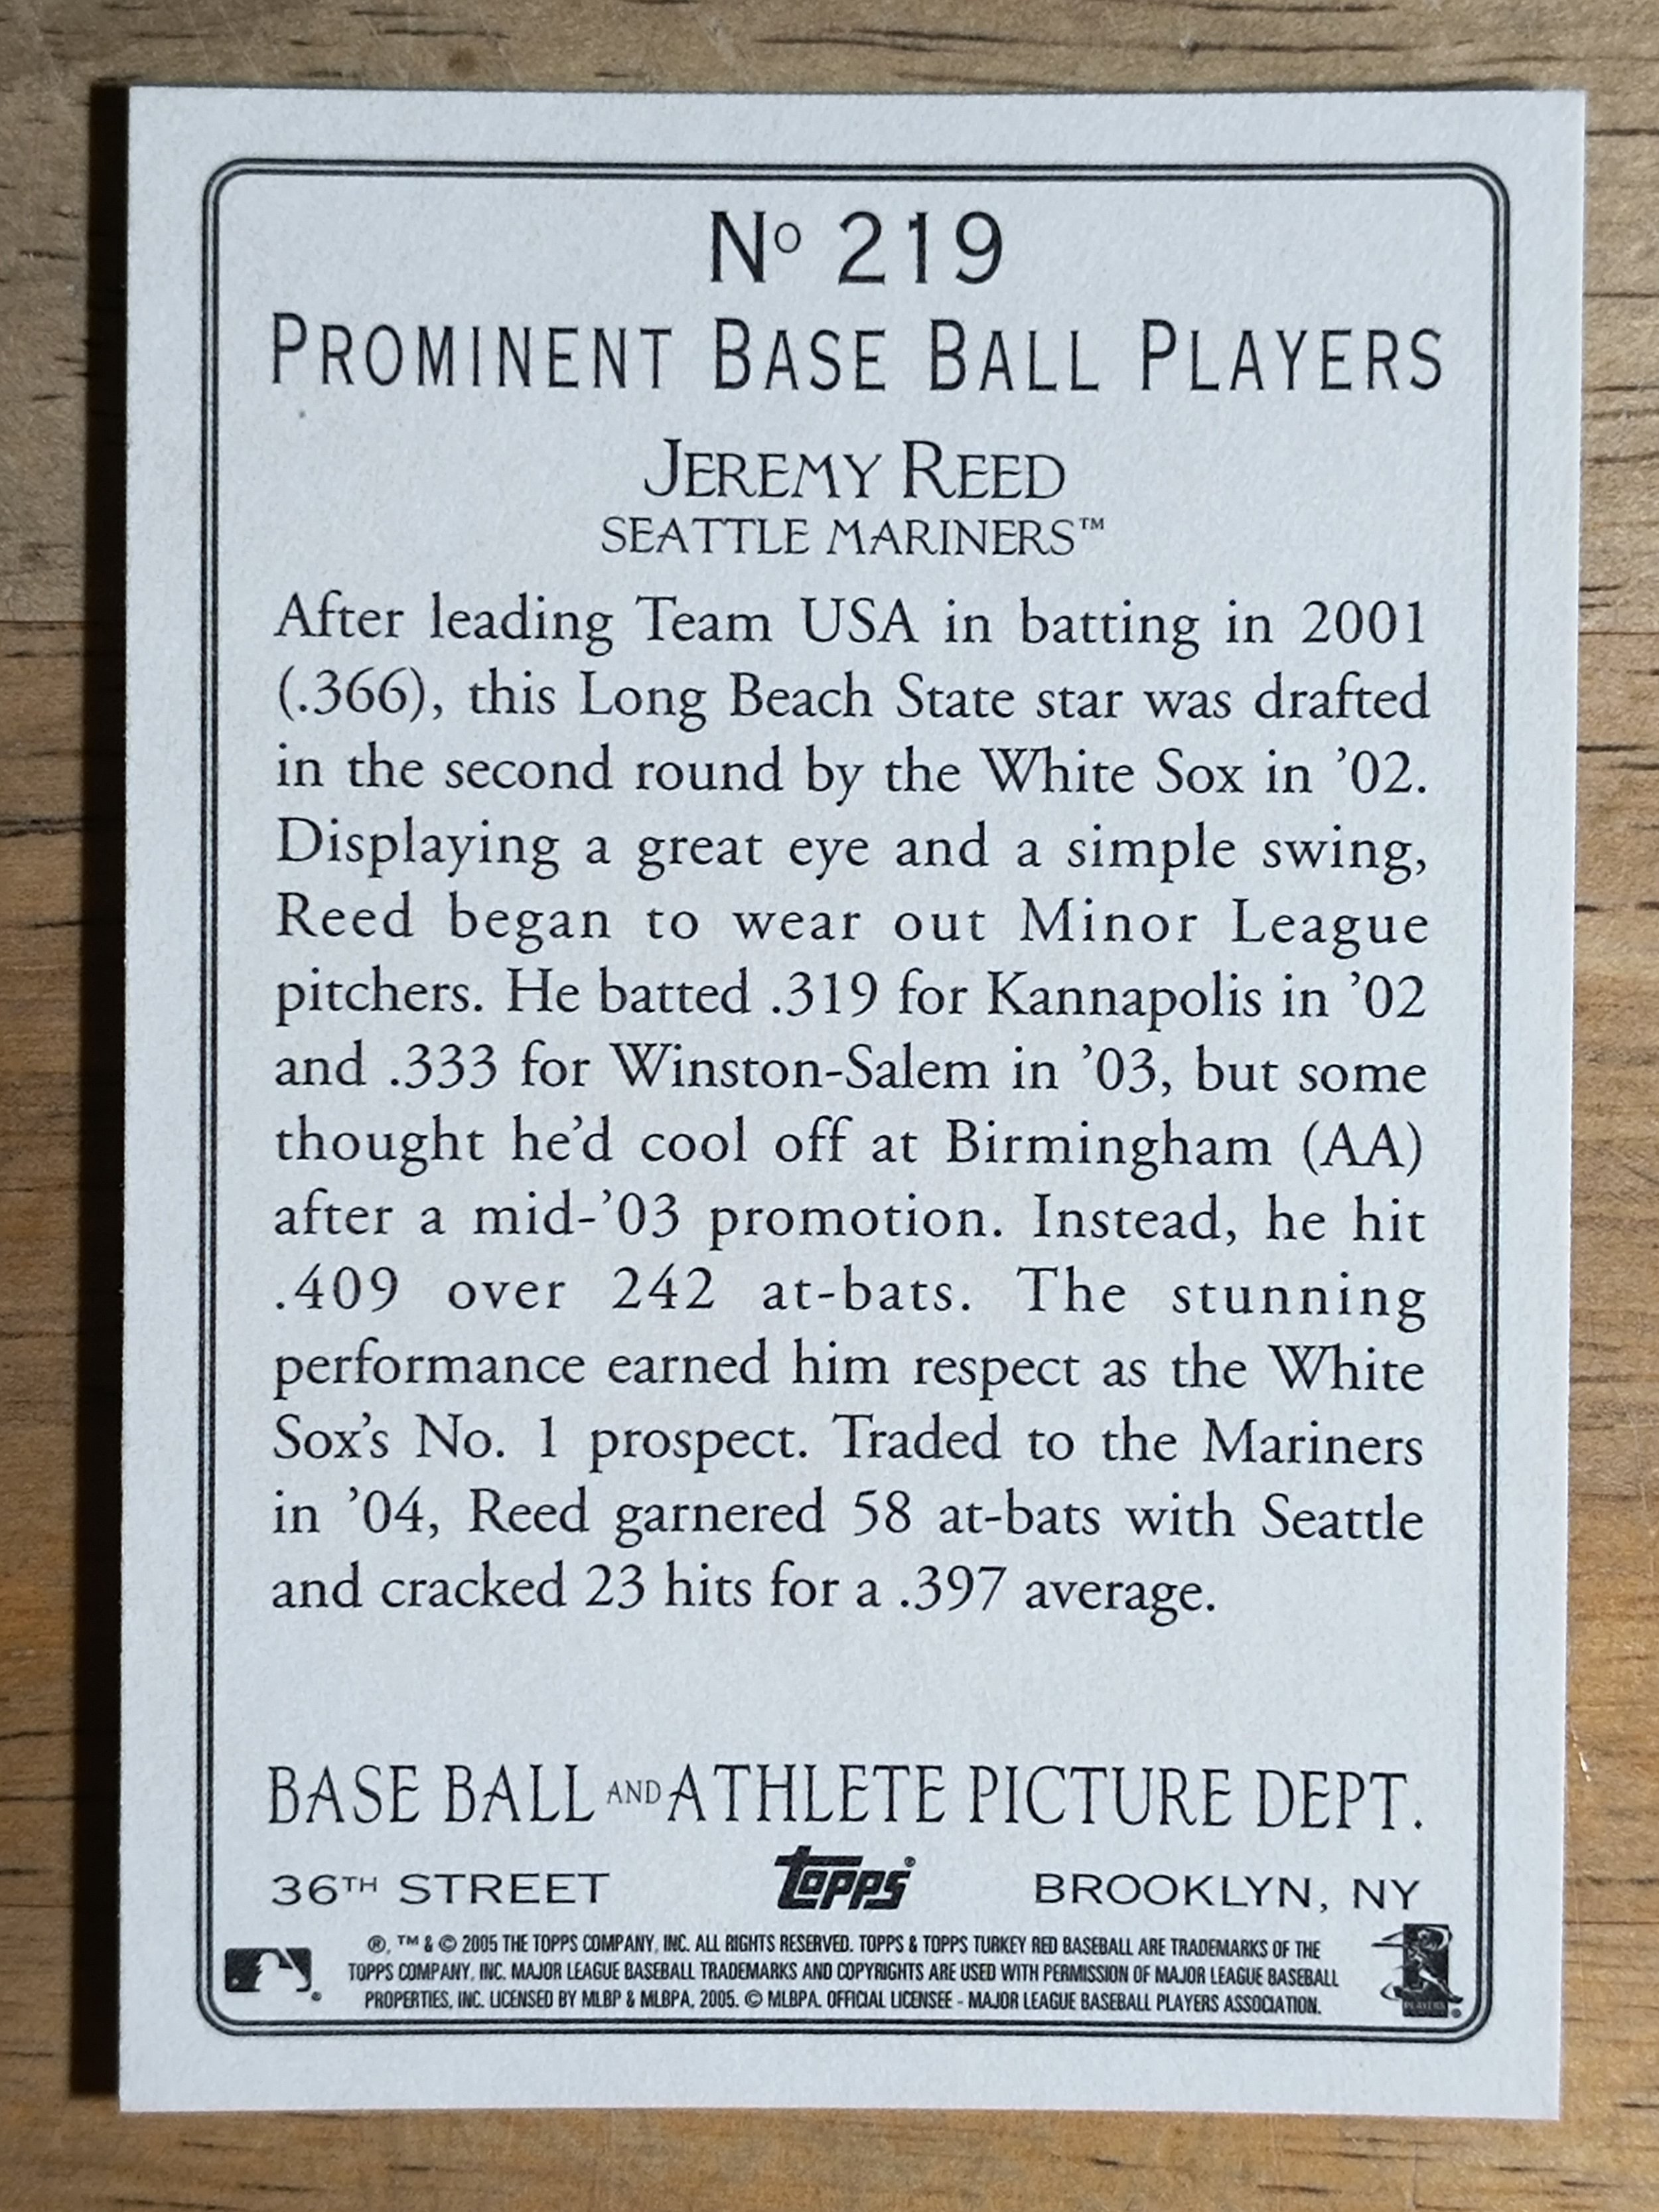 No 219
PROMINENT BASE BALL PLAYERS
JEREMY REED
SEATTLE MARINERS™
After leading Team USA in batting in 2001
(.366), this Long Beach State star was drafted
in the second round by the White Sox in ’02.
Displaying a great eye and a simple swing,
Reed began to wear out Minor League
pitchers. He batted .319 for Kannapolis in ’02
and .333 for Winston-Salem in ’03, but some
thought he’d cool off at Birmingham (AA)
after a mid-’03 promotion. Instead, he hit
.409 over 242 at-bats. The stunning
performance earned him respect as the White
Sox’s No. 1 prospect. Traded to the Mariners
in ’04, Reed garnered 58 at-bats with Seattle
and cracked 23 hits for a .397 average.
BASE BALL AND ATHLETE PICTURE DEPT.
36TH STREET topps® BROOKLYN, NY
®, ™ & © 2005 THE TOPPS COMPANY, INC. ALL RIGHTS RESERVED. TOPPS & TOPPS TURKEY RED BASEBALL ARE TRADEMARKS OF THE
TOPPS COMPANY, INC. MAJOR LEAGUE BASEBALL TRADEMARKS AND COPYRIGHTS ARE USED WITH PERMISSION OF MAJOR LEAGUE BASEBALL
PROPERTIES, INC. LICENSED BY MLBP & MLBPA, 2005. © MLBPA. OFFICIAL LICENSEE - MAJOR LEAGUE BASEBALL PLAYERS ASSOCIATION.
PLAYERS